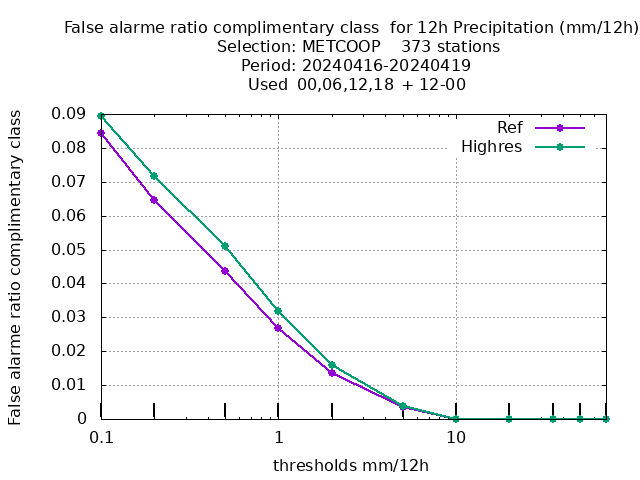 False alarme ratio complimentary class  for 12h Precipitation (mm/12h)
Selection: METCOOP    373 stations
Period: 20240416-20240419
Used  00,06,12,18  + 12-00
False alarme ratio complimentary class
0.09
0.08
0.07
0.06
0.05
0.04
0.03
0.02
0.01
0
Ref
Highres
0.1
1
10
thresholds mm/12h